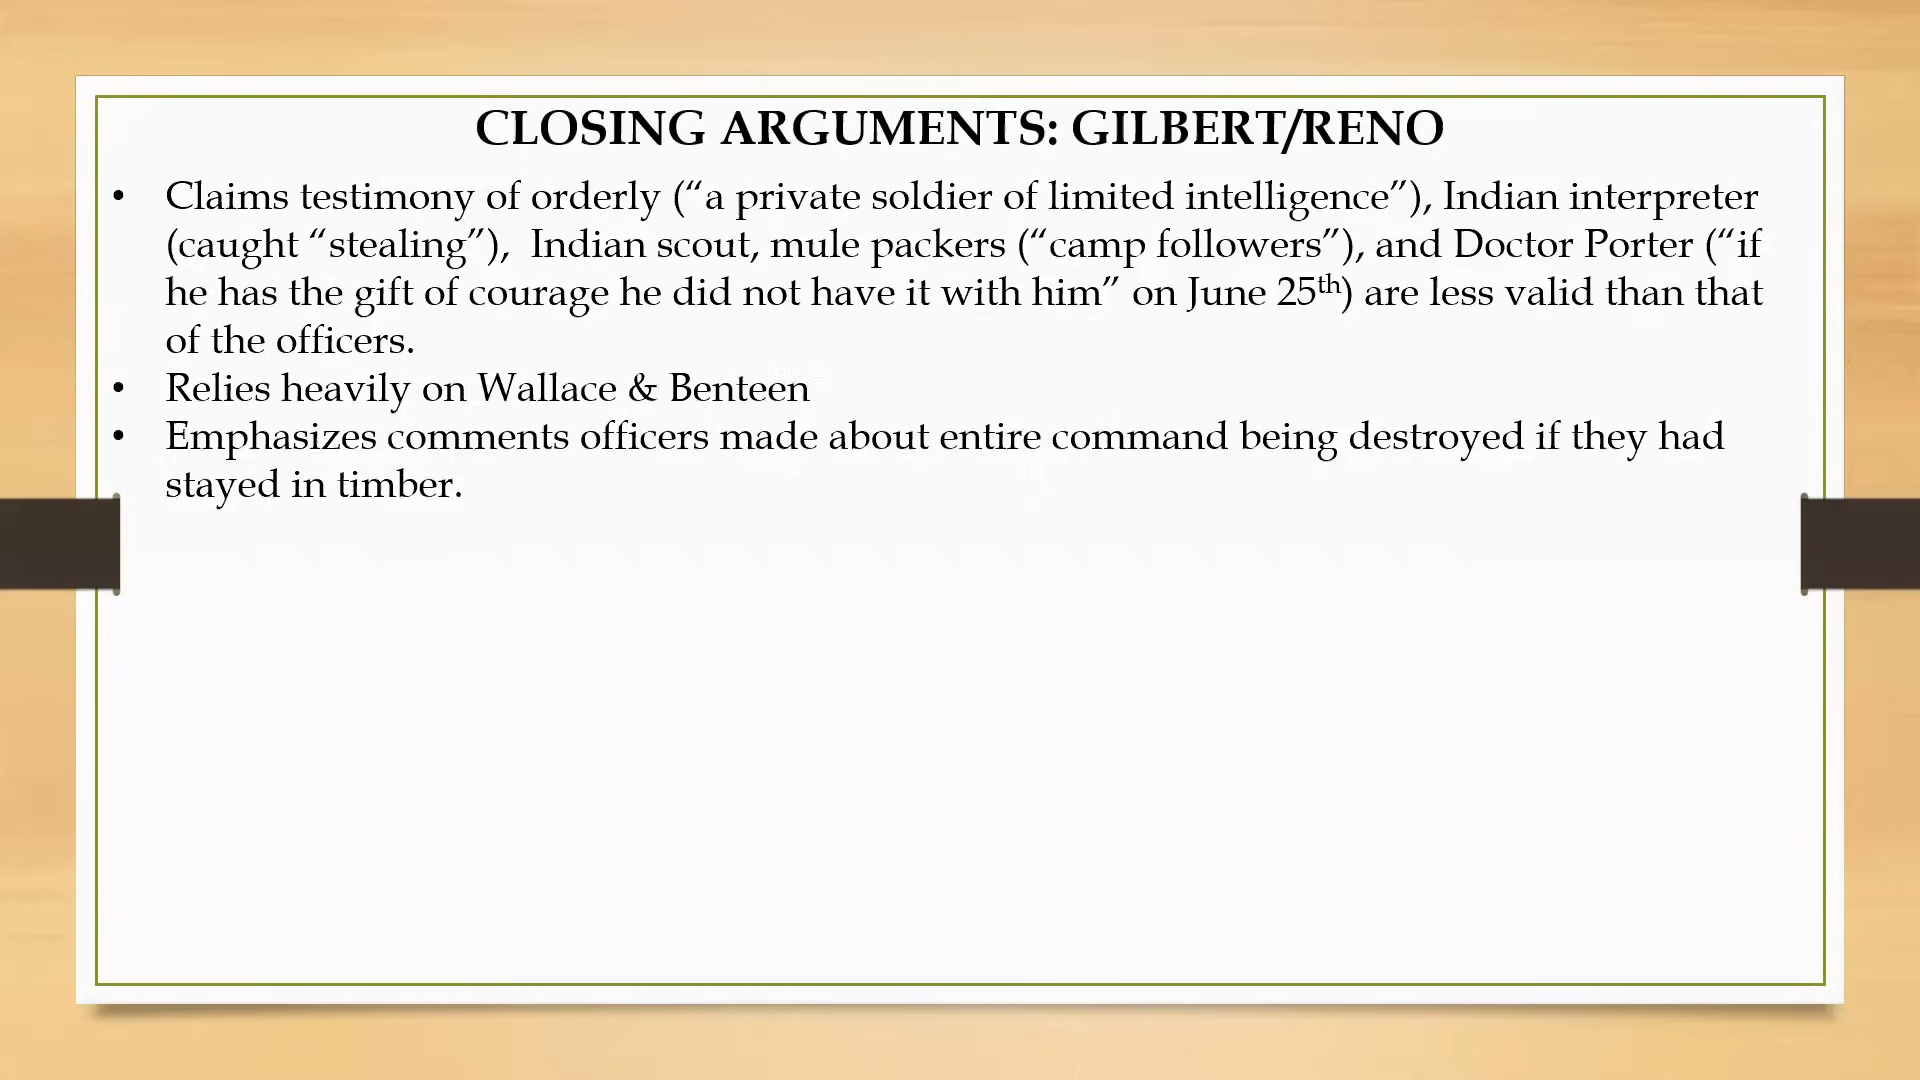 CLOSING ARGUMENTS: GILBERT/RENO
• Claims testimony of orderly (“a private soldier of limited intelligence”), Indian interpreter
(caught “stealing”),  Indian scout, mule packers (“camp followers”), and Doctor Porter (“if
he has the gift of courage he did not have it with him” on June 25th) are less valid than that
of the officers.
• Relies heavily on Wallace & Benteen
• Emphasizes comments officers made about entire command being destroyed if they had
stayed in timber.